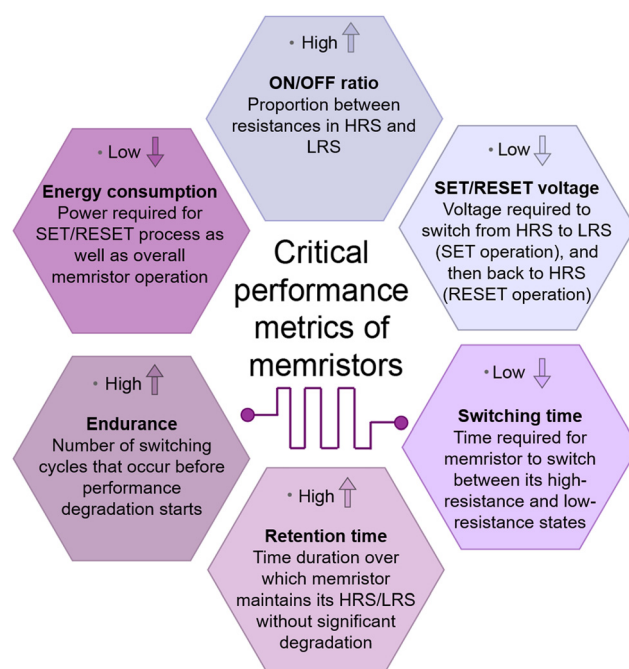 • High
ON/OFF ratio
Proportion between
resistances in HRS and
LRS
• Low
SET/RESET voltage
Voltage required to
switch from HRS to LRS
(SET operation), and
then back to HRS
(RESET operation)
• Low
Switching time
Time required for
memristor to switch
between its high-
resistance and low-
resistance states
• High
Retention time
Time duration over
which memristor
maintains its HRS/LRS
without significant
degradation
• High
Endurance
Number of switching
cycles that occur before
performance
degradation starts
• Low
Energy consumption
Power required for
SET/RESET process as
well as overall
memristor operation
Critical
performance
metrics of
memristors